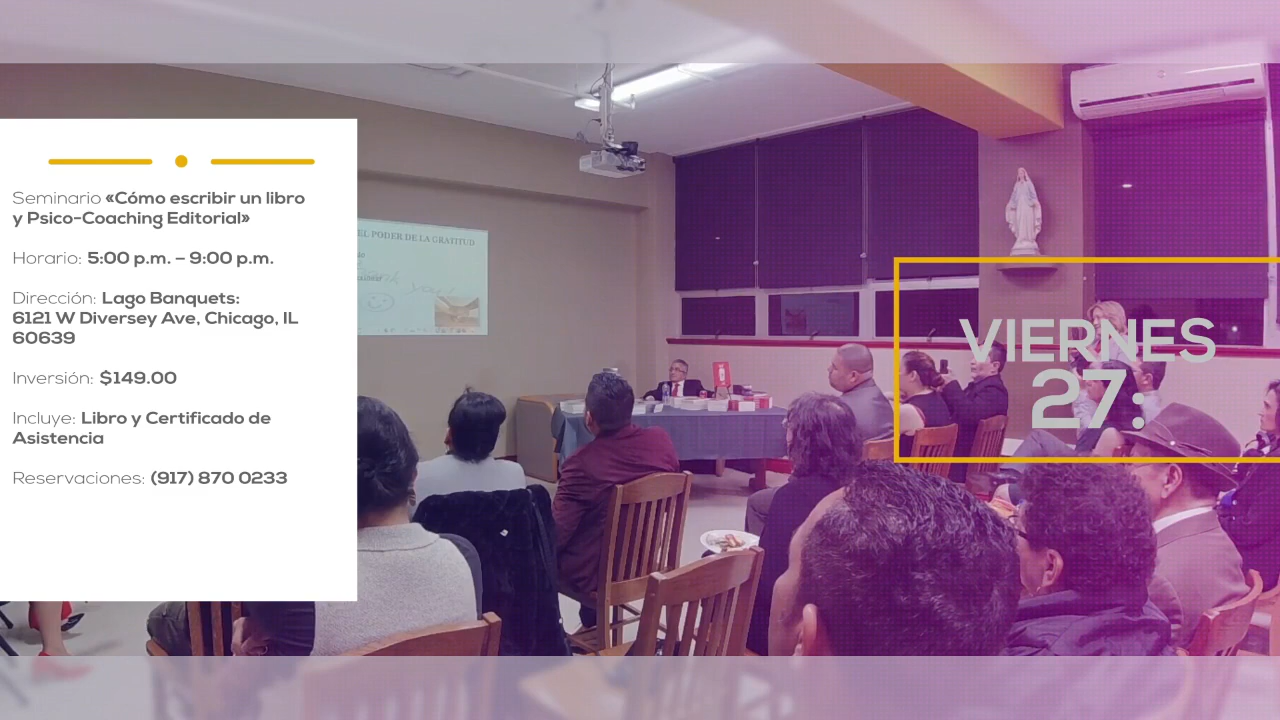 Seminario «Cómo escribir un libro
y Psico-Coaching Editorial»
Horario: 5:00 p.m. – 9:00 p.m.
Dirección: Lago Banquets:
6121 W Diversey Ave, Chicago, IL
60639
Inversión: $149.00
Incluye: Libro y Certificado de
Asistencia
Reservaciones: (917) 870 0233
EL PODER DE LA GRATITUD
VIERNES
27: